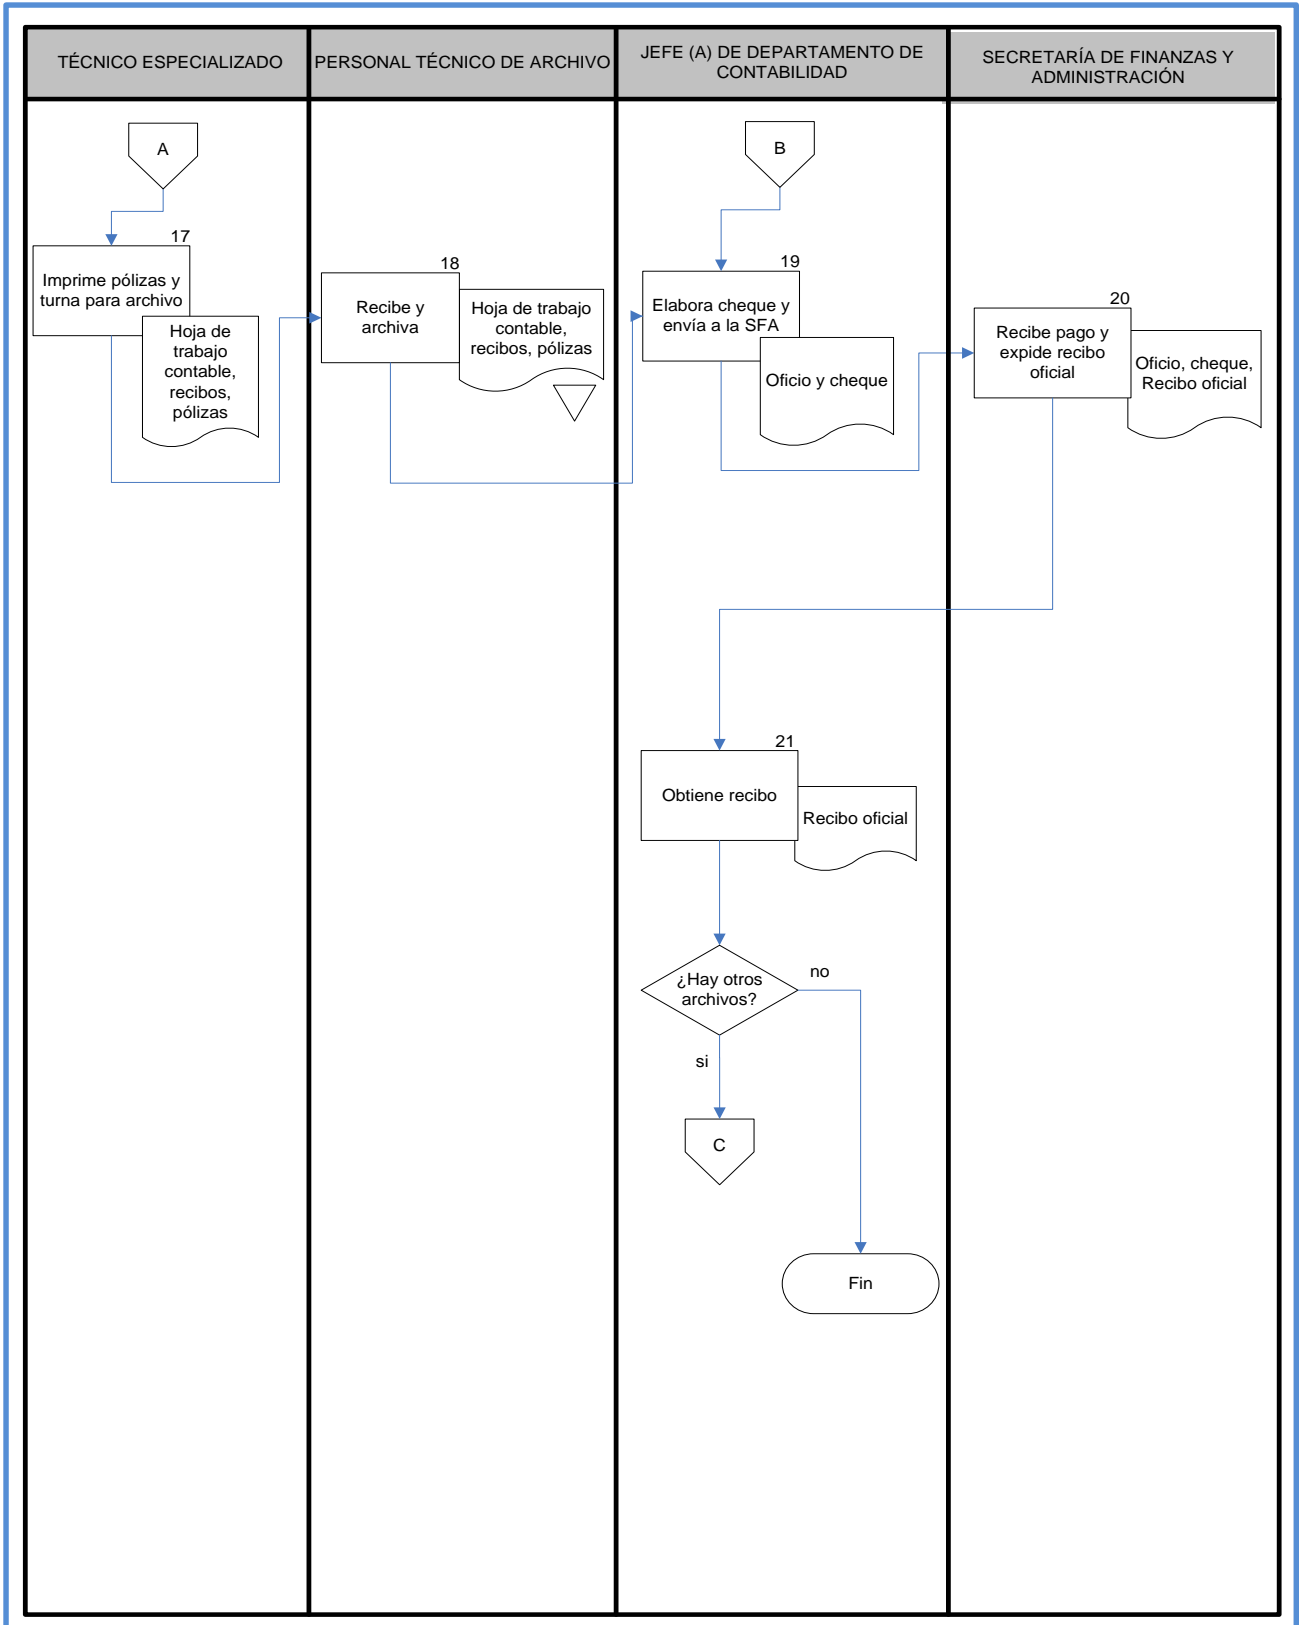 TÉCNICO ESPECIALIZADO
PERSONAL TÉCNICO DE ARCHIVO
JEFE (A) DE DEPARTAMENTO DE
CONTABILIDAD
SECRETARÍA DE FINANZAS Y
ADMINISTRACIÓN
A
17
Imprime pólizas y
turna para archivo
Hoja de
trabajo
contable,
recibos,
pólizas
18
Recibe y
archiva
Hoja de trabajo
contable,
recibos, pólizas
B
19
Elabora cheque y
envía a la SFA
Oficio y cheque
20
Recibe pago y
expide recibo
oficial
Oficio, cheque,
Recibo oficial
21
Obtiene recibo
Recibo oficial
¿Hay otros
archivos?
no
si
C
Fin